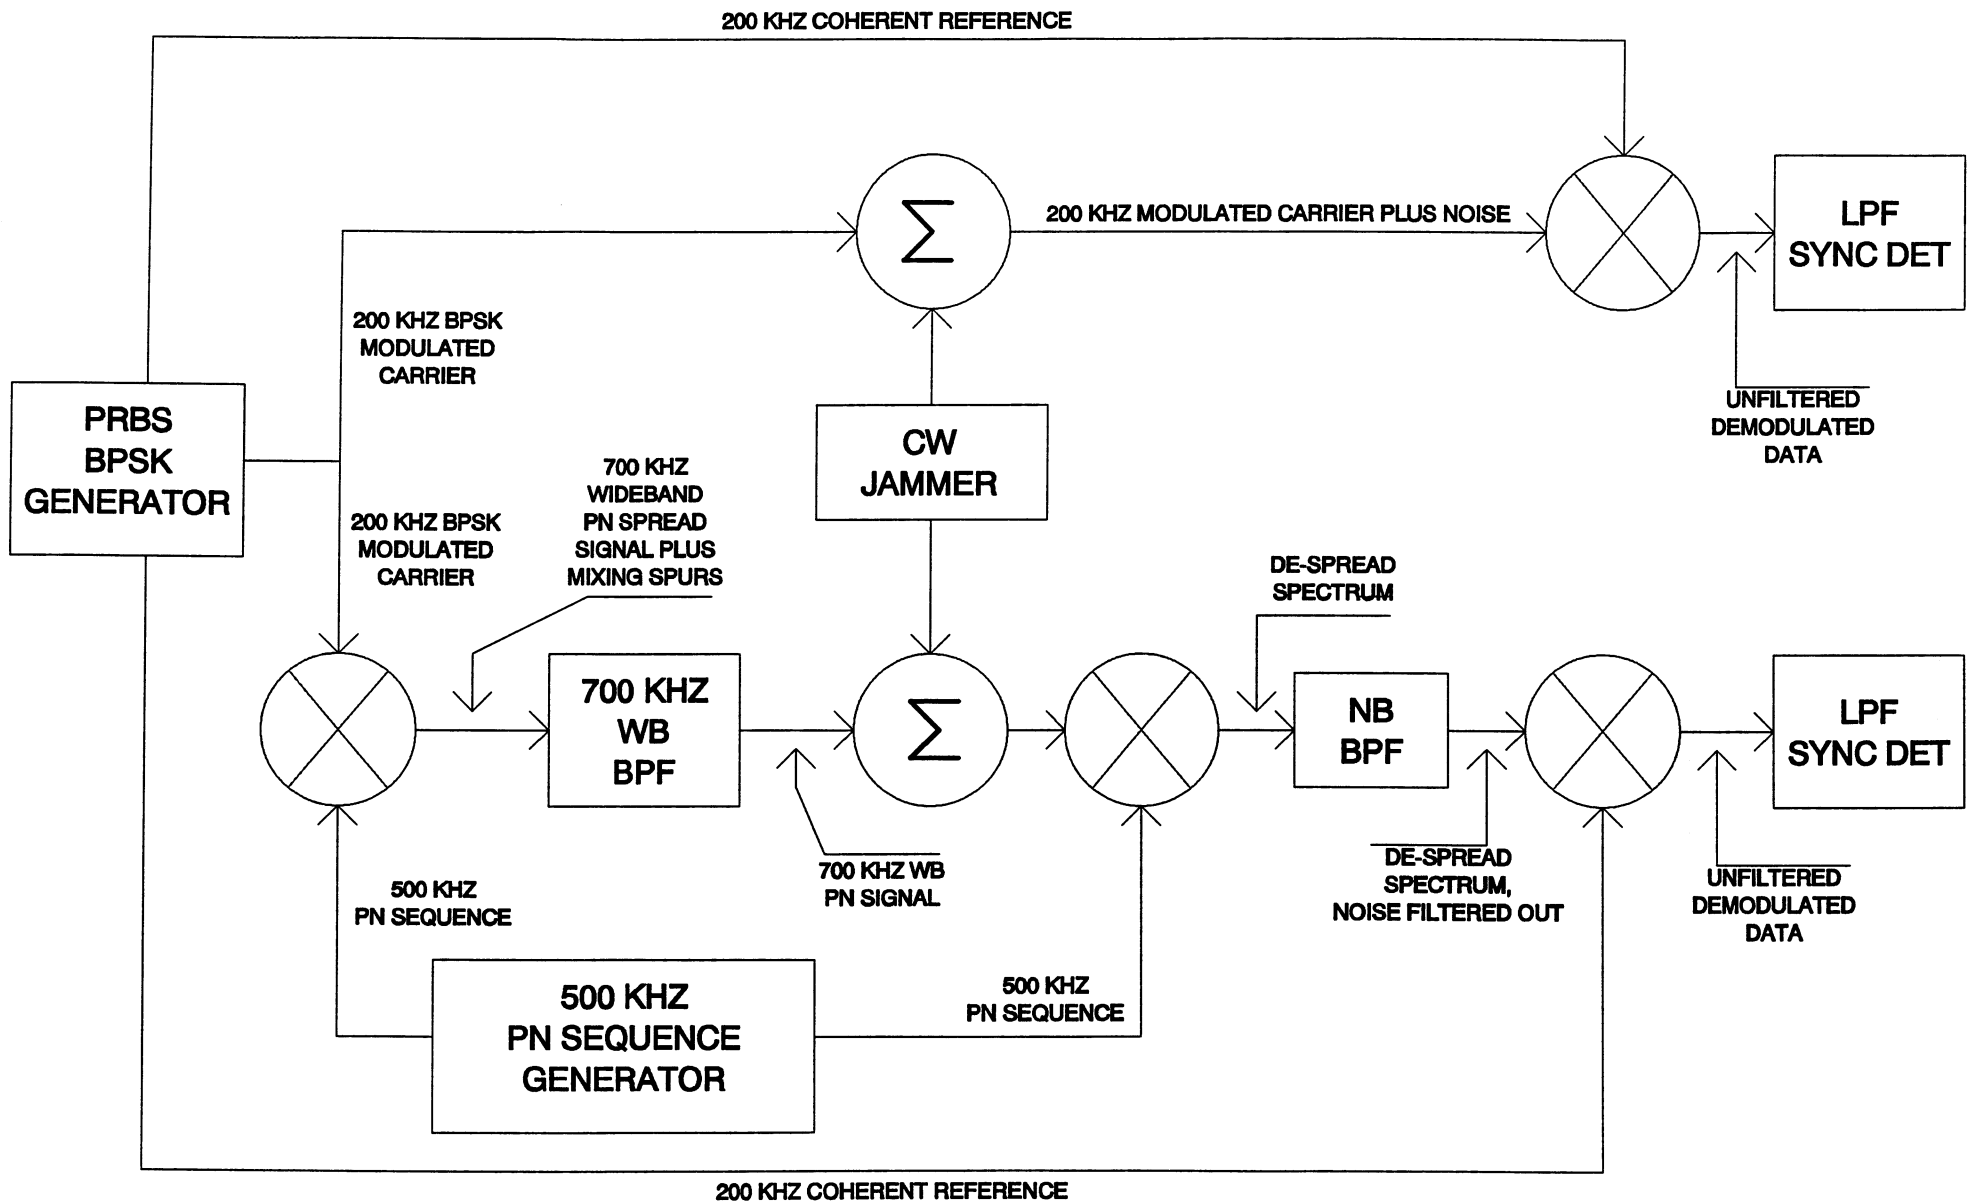 200 KHZ COHERENT REFERENCE
Σ
200 KHZ MODULATED CARRIER PLUS NOISE
LPF
SYNC DET
200 KHZ BPSK
MODULATED
CARRIER
UNFILTERED
DEMODULATED
DATA
PRBS
BPSK
GENERATOR
CW
JAMMER
700 KHZ
WIDEBAND
PN SPREAD
SIGNAL PLUS
MIXING SPURS
200 KHZ BPSK
MODULATED
CARRIER
DE-SPREAD
SPECTRUM
700 KHZ
WB
BPF
Σ
NB
BPF
LPF
SYNC DET
700 KHZ WB
PN SIGNAL
DE-SPREAD
SPECTRUM,
NOISE FILTERED OUT
UNFILTERED
DEMODULATED
DATA
500 KHZ
PN SEQUENCE
500 KHZ
PN SEQUENCE
GENERATOR
500 KHZ
PN SEQUENCE
200 KHZ COHERENT REFERENCE